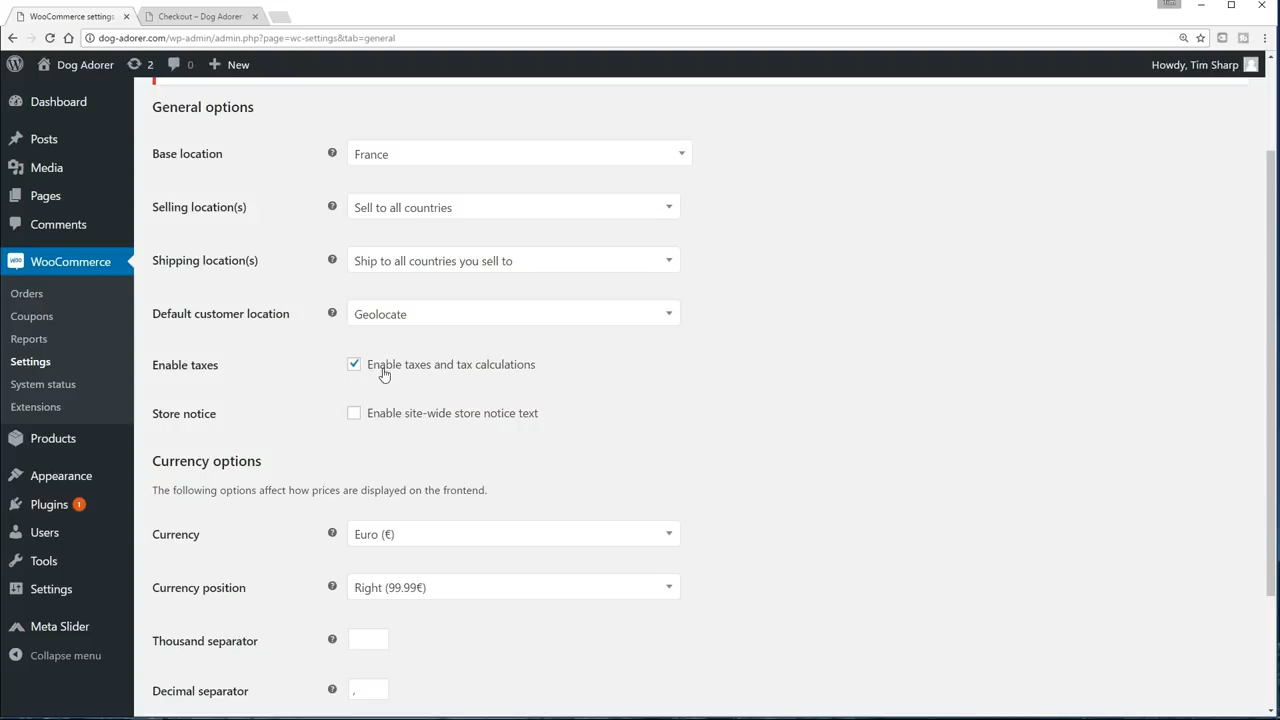 Tim
WooCommerce settings
Checkout – Dog Adorer
dog-adorer.com/wp-admin/admin.php?page=wc-settings&tab=general
Dog Adorer
2
0
New
Howdy, Tim Sharp
Dashboard
Posts
Media
Pages
Comments
WooCommerce
Orders
Coupons
Reports
Settings
System status
Extensions
Products
Appearance
Plugins 1
Users
Tools
Settings
Meta Slider
Collapse menu
General options
Base location
France
Selling location(s)
Sell to all countries
Shipping location(s)
Ship to all countries you sell to
Default customer location
Geolocate
Enable taxes
Enable taxes and tax calculations
Store notice
Enable site-wide store notice text
Currency options
The following options affect how prices are displayed on the frontend.
Currency
Euro (€)
Currency position
Right (99.99€)
Thousand separator
Decimal separator
,